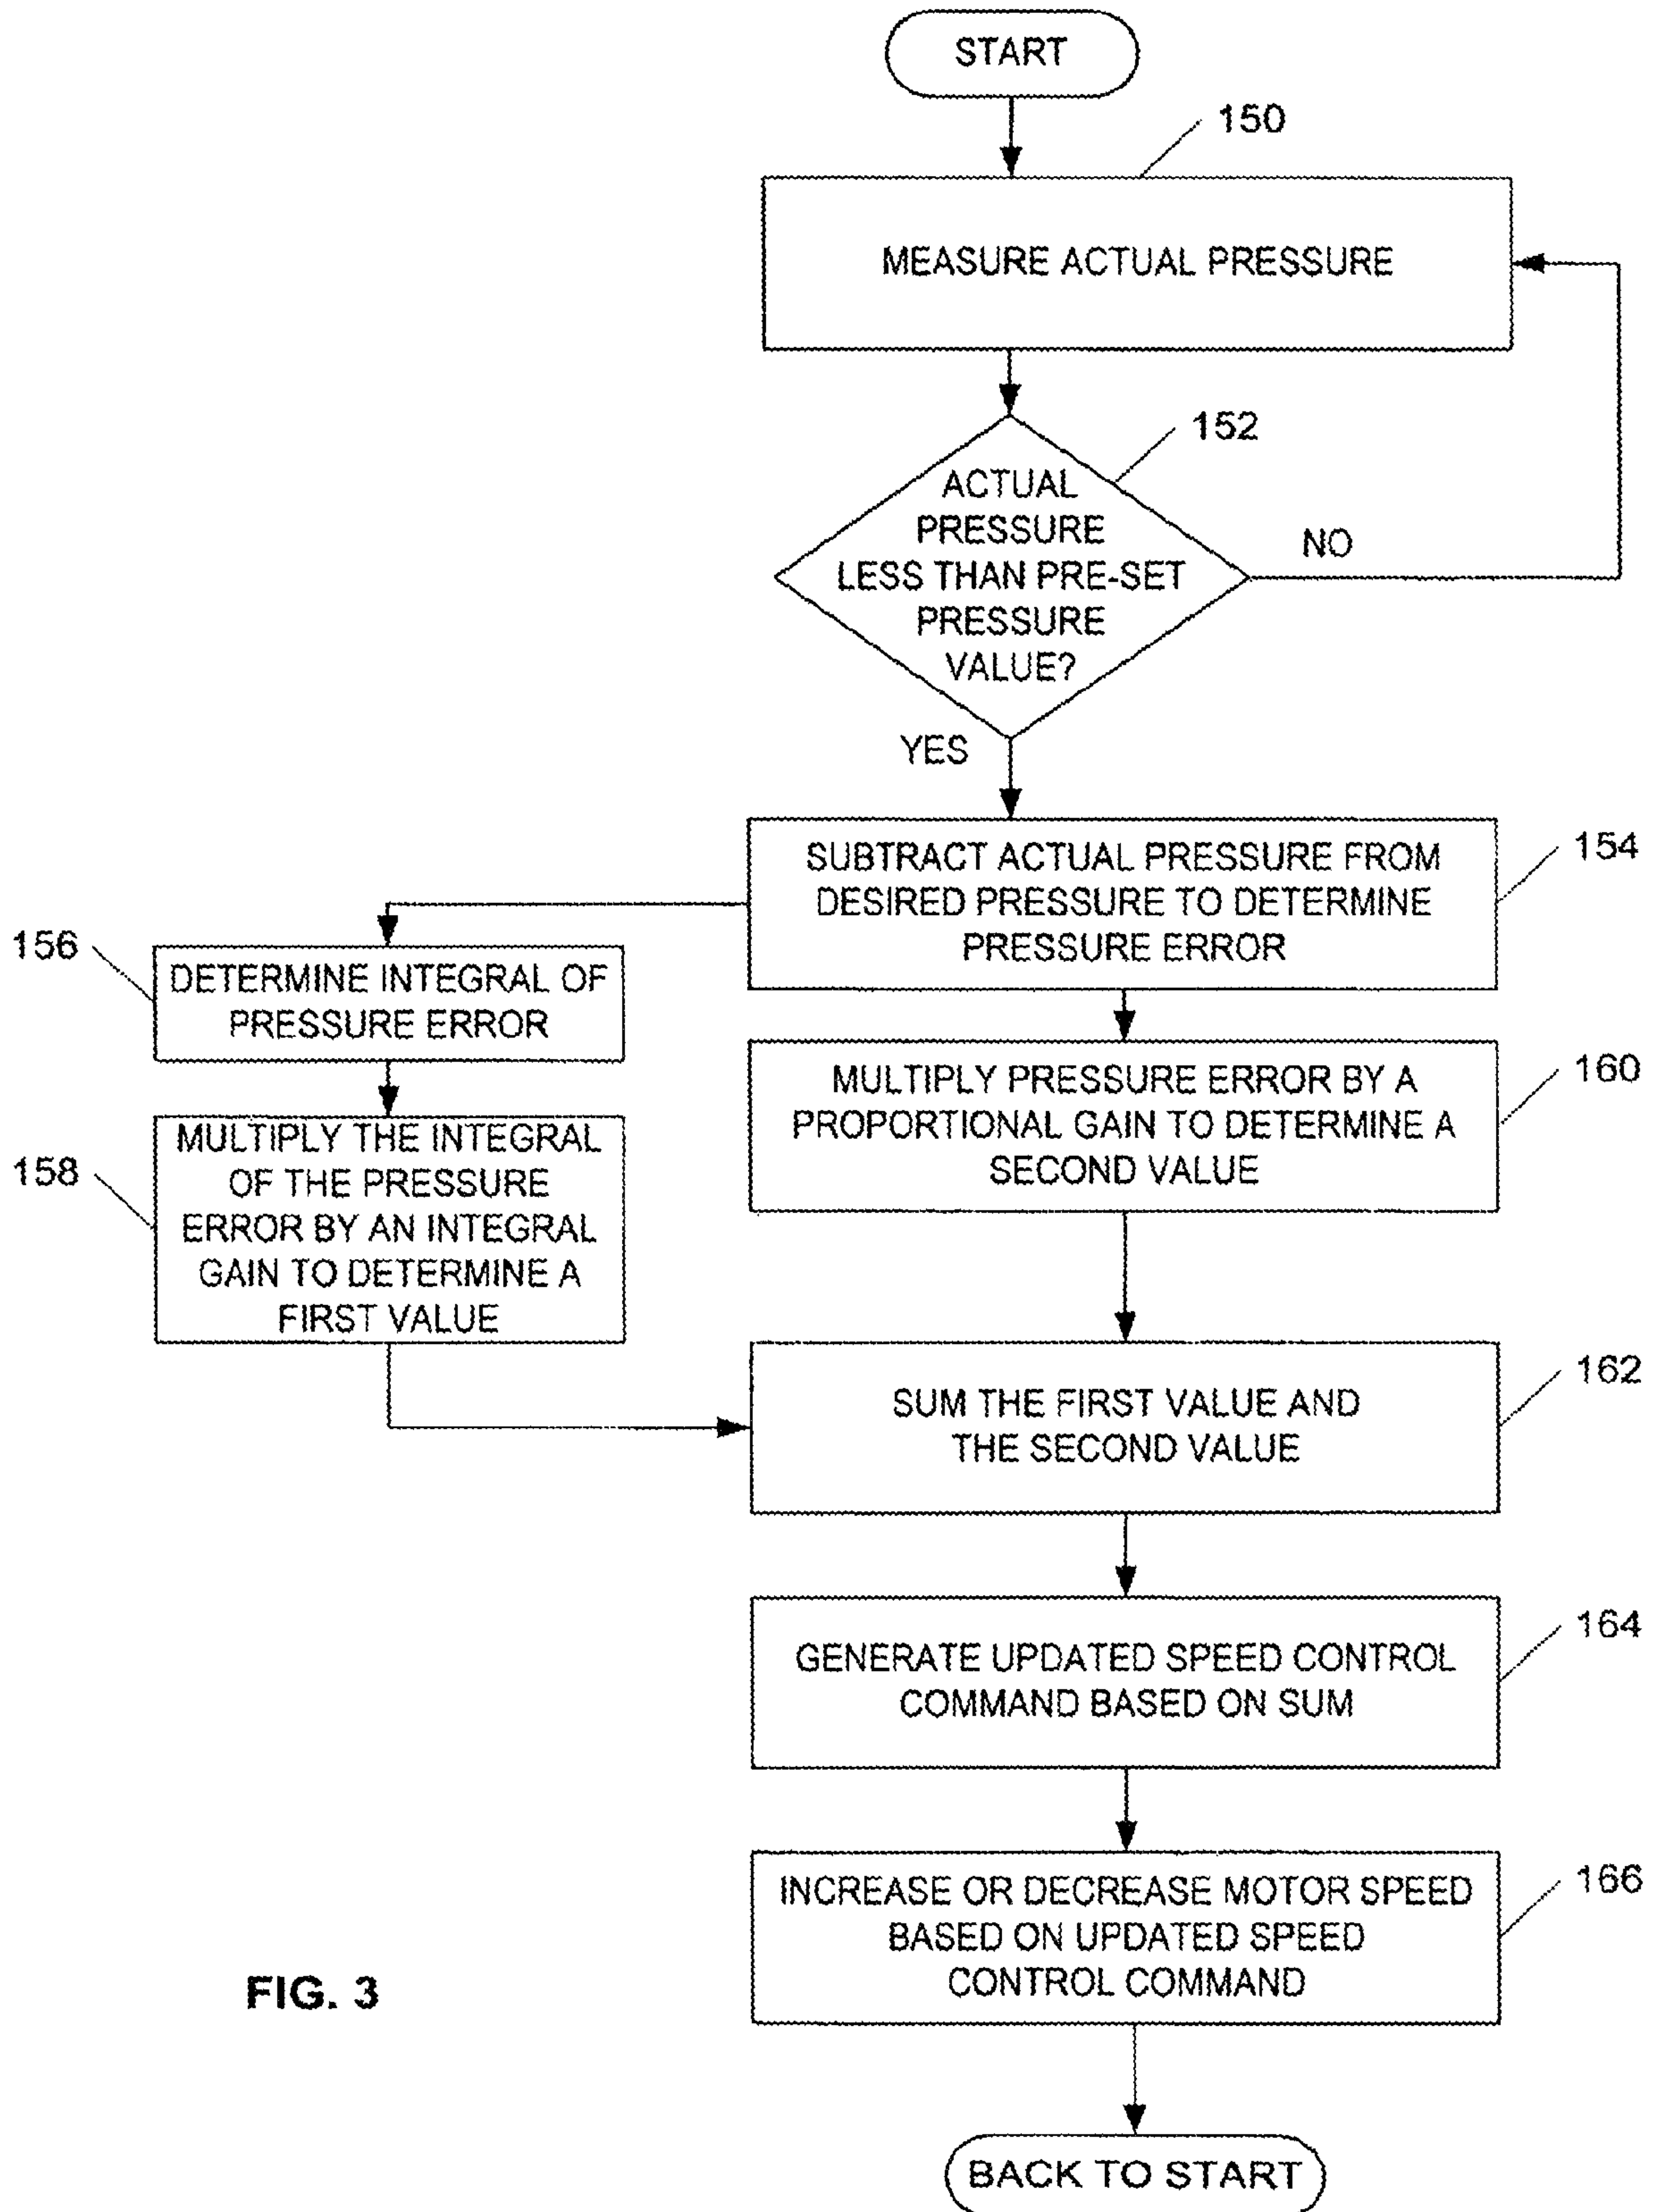 START
150
MEASURE ACTUAL PRESSURE
152
ACTUAL
PRESSURE
LESS THAN PRE-SET
PRESSURE
VALUE?
NO
YES
154
SUBTRACT ACTUAL PRESSURE FROM
DESIRED PRESSURE TO DETERMINE
PRESSURE ERROR
156
DETERMINE INTEGRAL OF
PRESSURE ERROR
160
MULTIPLY PRESSURE ERROR BY A
PROPORTIONAL GAIN TO DETERMINE A
SECOND VALUE
158
MULTIPLY THE INTEGRAL
OF THE PRESSURE
ERROR BY AN INTEGRAL
GAIN TO DETERMINE A
FIRST VALUE
162
SUM THE FIRST VALUE AND
THE SECOND VALUE
164
GENERATE UPDATED SPEED CONTROL
COMMAND BASED ON SUM
166
INCREASE OR DECREASE MOTOR SPEED
BASED ON UPDATED SPEED
CONTROL COMMAND
FIG. 3
BACK TO START